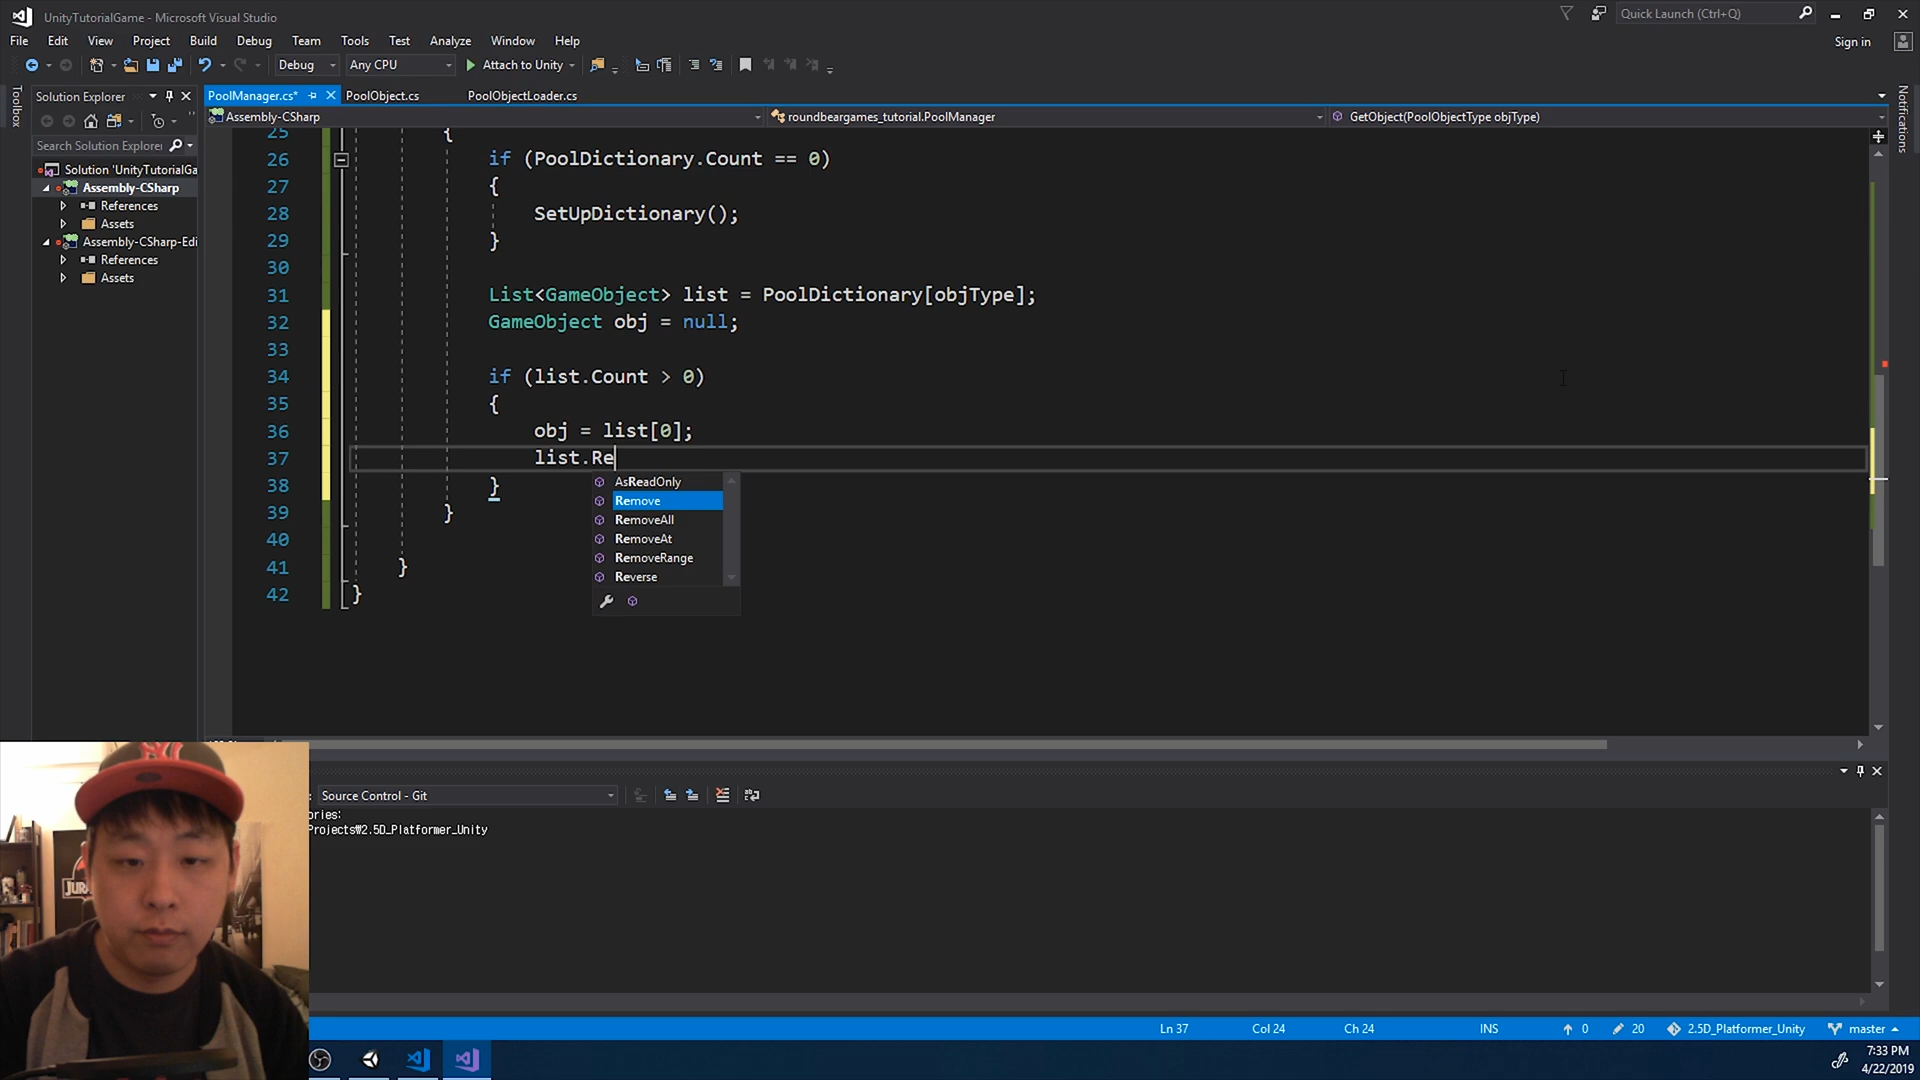 UnityTutorialGame - Microsoft Visual Studio
Quick Launch (Ctrl+Q)
File Edit View Project Build Debug Team Tools Test Analyze Window Help
Sign in
Debug Any CPU Attach to Unity
Toolbox
Solution Explorer
PoolManager.cs* PoolObject.cs PoolObjectLoader.cs
Notifications
Assembly-CSharp roundbeargames_tutorial.PoolManager GetObject(PoolObjectType objType)
Search Solution Explorer
Solution 'UnityTutorialGa
Assembly-CSharp
References
Assets
Assembly-CSharp-Edi
References
Assets
25 {
26 if (PoolDictionary.Count == 0)
27 {
28 SetUpDictionary();
29 }
30
31 List<GameObject> list = PoolDictionary[objType];
32 GameObject obj = null;
33
34 if (list.Count > 0)
35 {
36 obj = list[0];
37 list.Re
38 }
39 }
40
41 }
42 }
AsReadOnly
Remove
RemoveAll
RemoveAt
RemoveRange
Reverse
: Source Control - Git
ories:
Projects₩2.5D_Platformer_Unity
JURA
Ln 37 Col 24 Ch 24 INS 0 20 2.5D_Platformer_Unity master
7:33 PM
4/22/2019